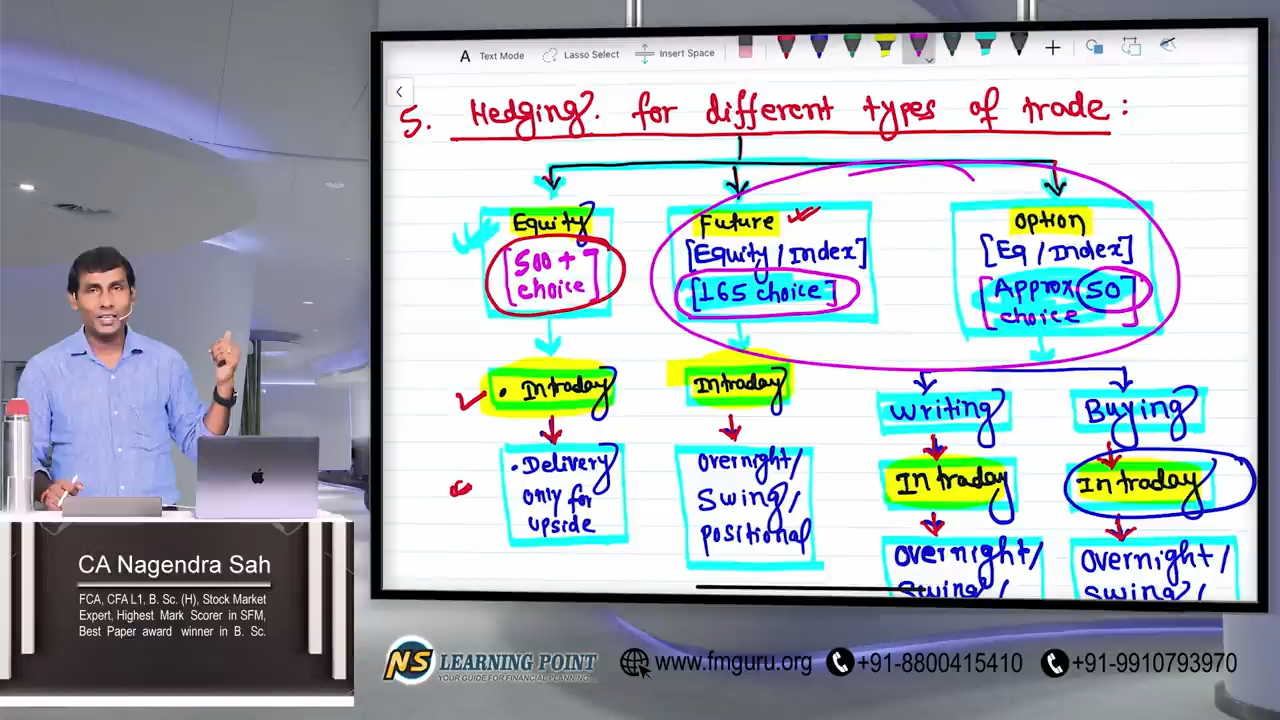 A Text Mode Lasso Select Insert Space
5. Hedging for different types of trade :
Equity
[500 +
choice]
Future
[Equity / Index]
[165 choice]
Option
[Eq / Index]
[Approx 50
choice]
• Intraday
Intraday
Writing
Buying
• Delivery
only for
upside
Overnight/
Swing/
positional
Intraday
Intraday
Overnight/
Swing/
Overnight/
Swing/
CA Nagendra Sah
FCA, CFA L1, B. Sc. (H), Stock Market
Expert, Highest Mark Scorer in SFM,
Best Paper award winner in B. Sc.
NS LEARNING POINT
YOUR GUIDE FOR FINANCIAL PLANNING...
www.fmguru.org
+91-8800415410
+91-9910793970